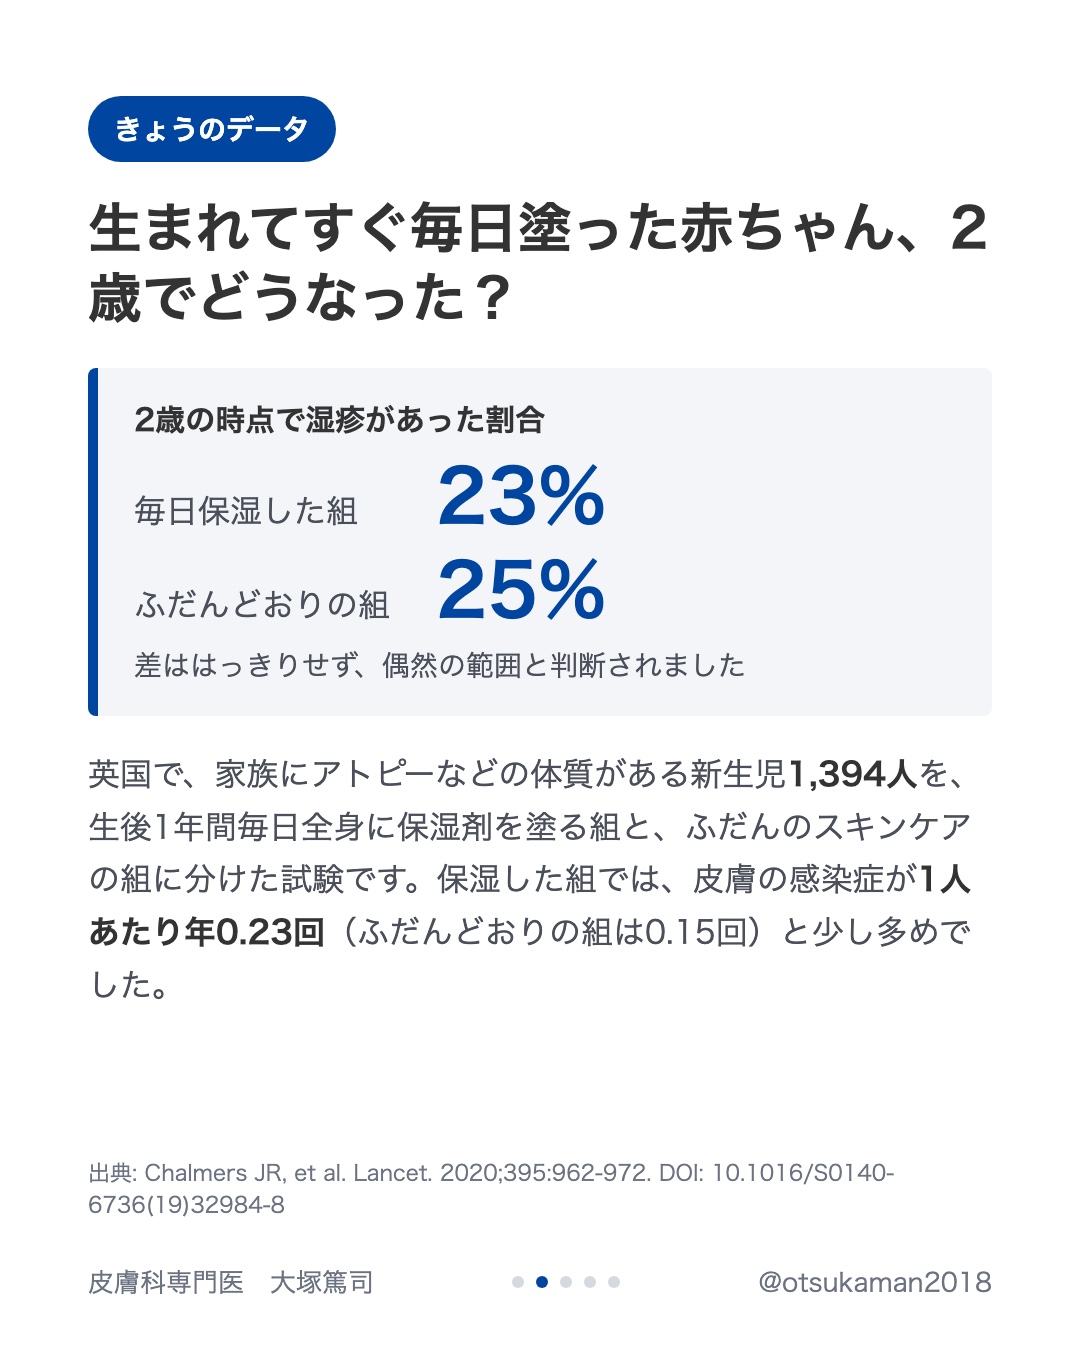 きょうのデータ
生まれてすぐ毎日塗った赤ちゃん、2
歳でどうなった？
2歳の時点で湿疹があった割合
毎日保湿した組 23%
ふだんどおりの組 25%
差ははっきりせず、偶然の範囲と判断されました
英国で、家族にアトピーなどの体質がある新生児1,394人を、
生後1年間毎日全身に保湿剤を塗る組と、ふだんのスキンケア
の組に分けた試験です。保湿した組では、皮膚の感染症が1人
あたり年0.23回（ふだんどおりの組は0.15回）と少し多めで
した。
出典: Chalmers JR, et al. Lancet. 2020;395:962-972. DOI: 10.1016/S0140-
6736(19)32984-8
皮膚科専門医　大塚篤司 @otsukaman2018